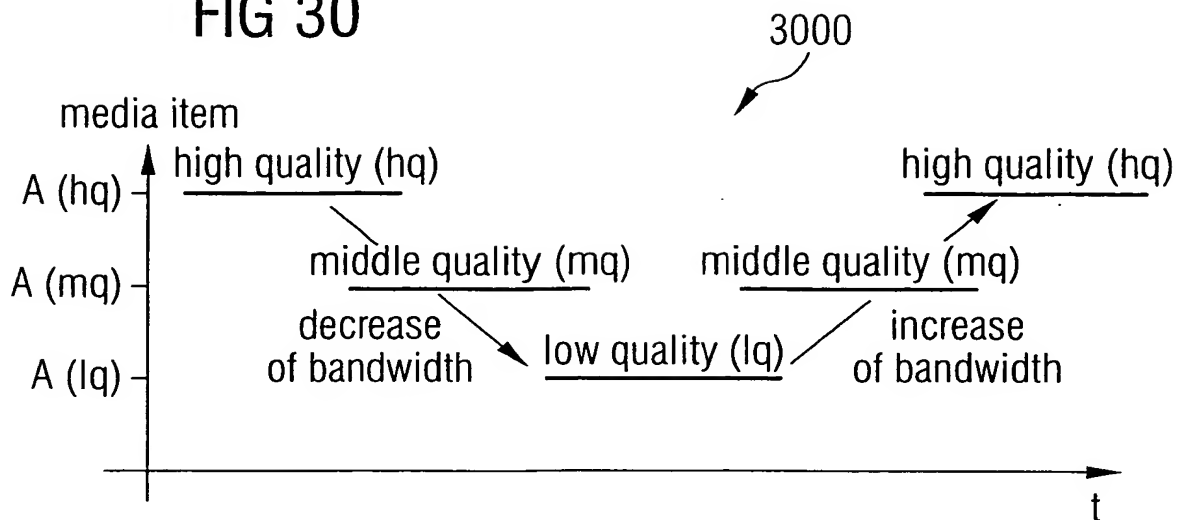 FIG 30
3000
media item
A (hq)
high quality (hq)
high quality (hq)
A (mq)
middle quality (mq)
middle quality (mq)
decrease
of bandwidth
increase
of bandwidth
A (lq)
low quality (lq)
t